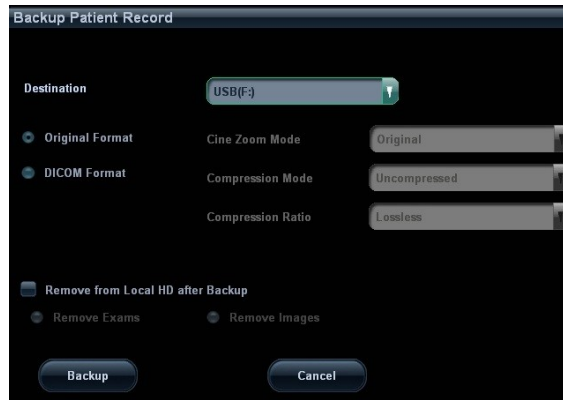 Backup Patient Record
Destination USB(F:)
Original Format Cine Zoom Mode Original
DICOM Format Compression Mode Uncompressed
Compression Ratio Lossless
Remove from Local HD after Backup
Remove Exams Remove Images
Backup Cancel